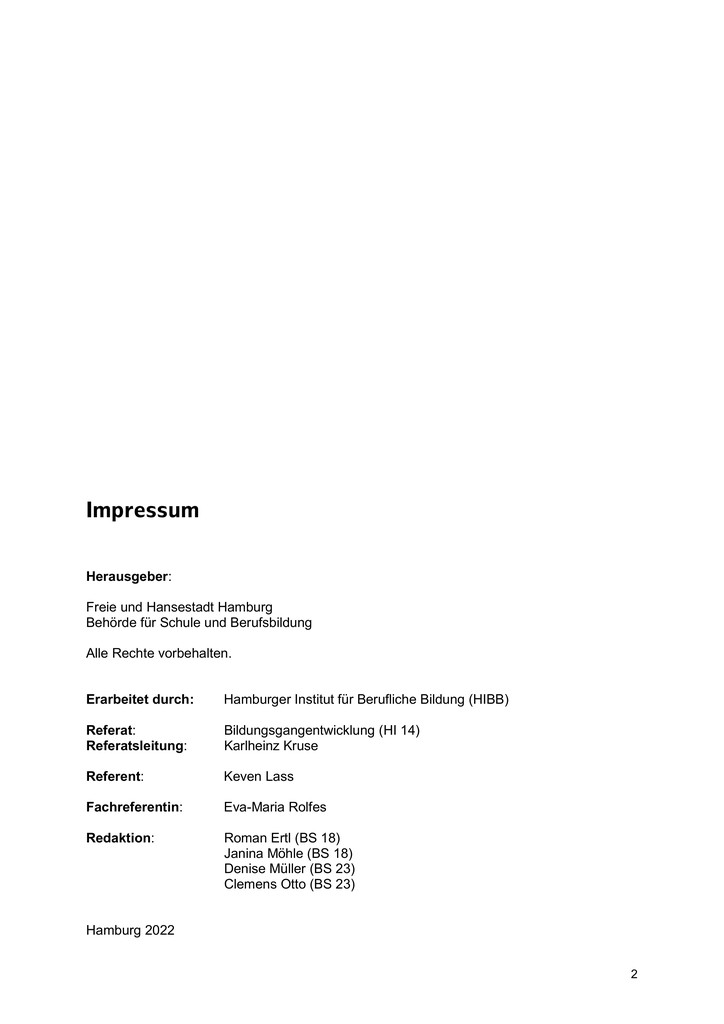 Impressum
Herausgeber:
Freie und Hansestadt Hamburg
Behörde für Schule und Berufsbildung
Alle Rechte vorbehalten.
Erarbeitet durch: Hamburger Institut für Berufliche Bildung (HIBB)
Referat: Bildungsgangentwicklung (HI 14)
Referatsleitung: Karlheinz Kruse
Referent: Keven Lass
Fachreferentin: Eva-Maria Rolfes
Redaktion: Roman Ertl (BS 18)
Janina Möhle (BS 18)
Denise Müller (BS 23)
Clemens Otto (BS 23)
Hamburg 2022
2